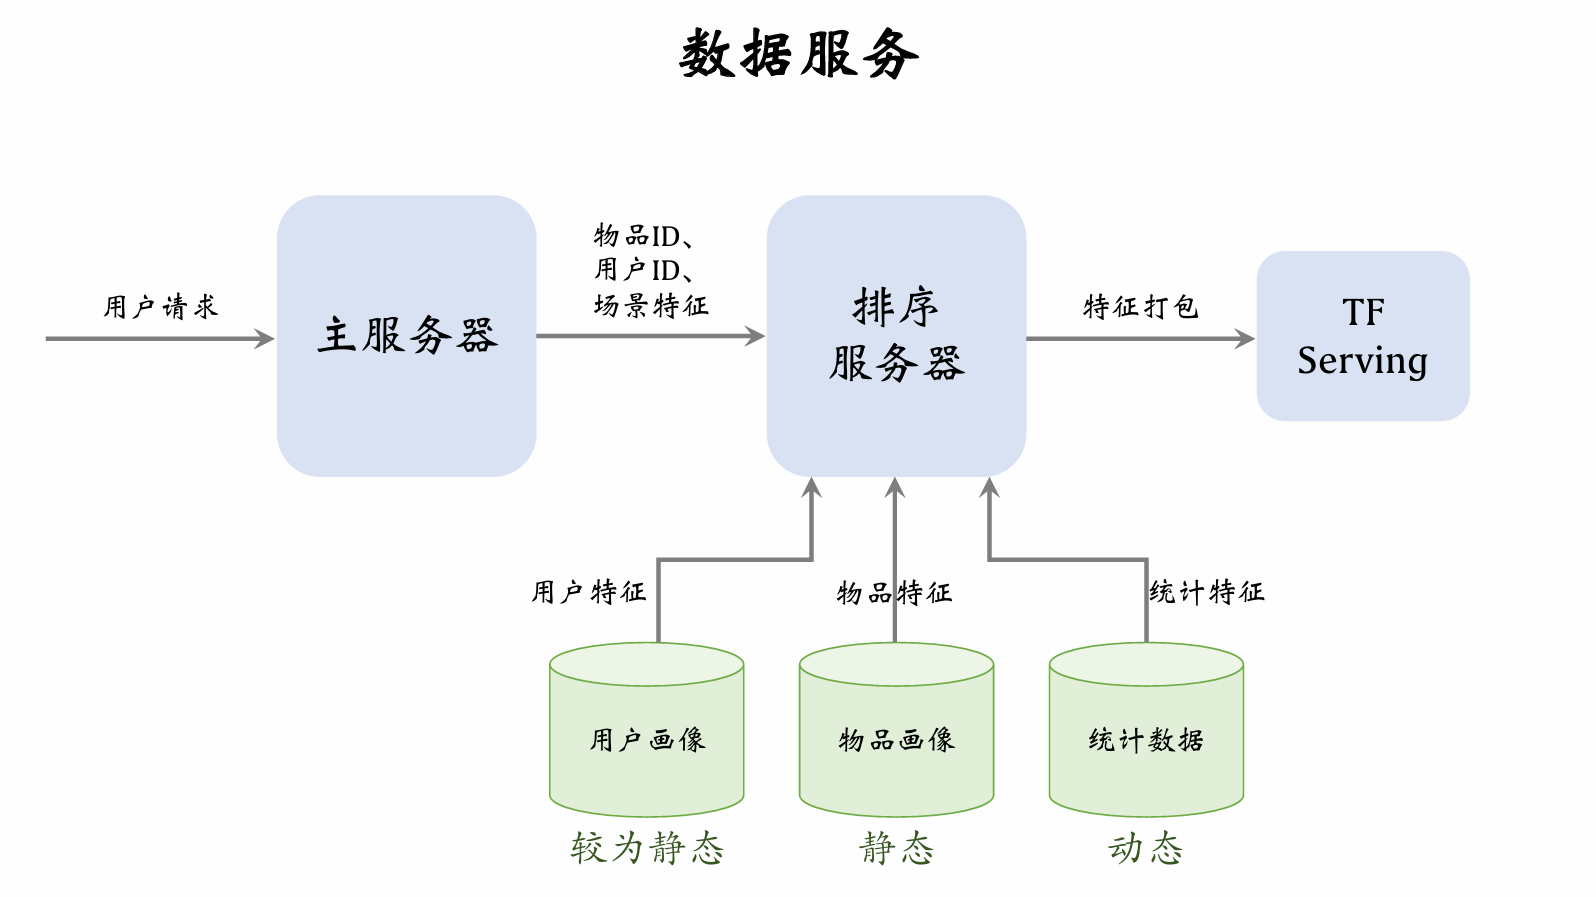 数据服务
用户请求
主服务器
物品ID、
用户ID、
场景特征
排序
服务器
特征打包
TF
Serving
用户特征
物品特征
统计特征
用户画像
物品画像
统计数据
较为静态
静态
动态